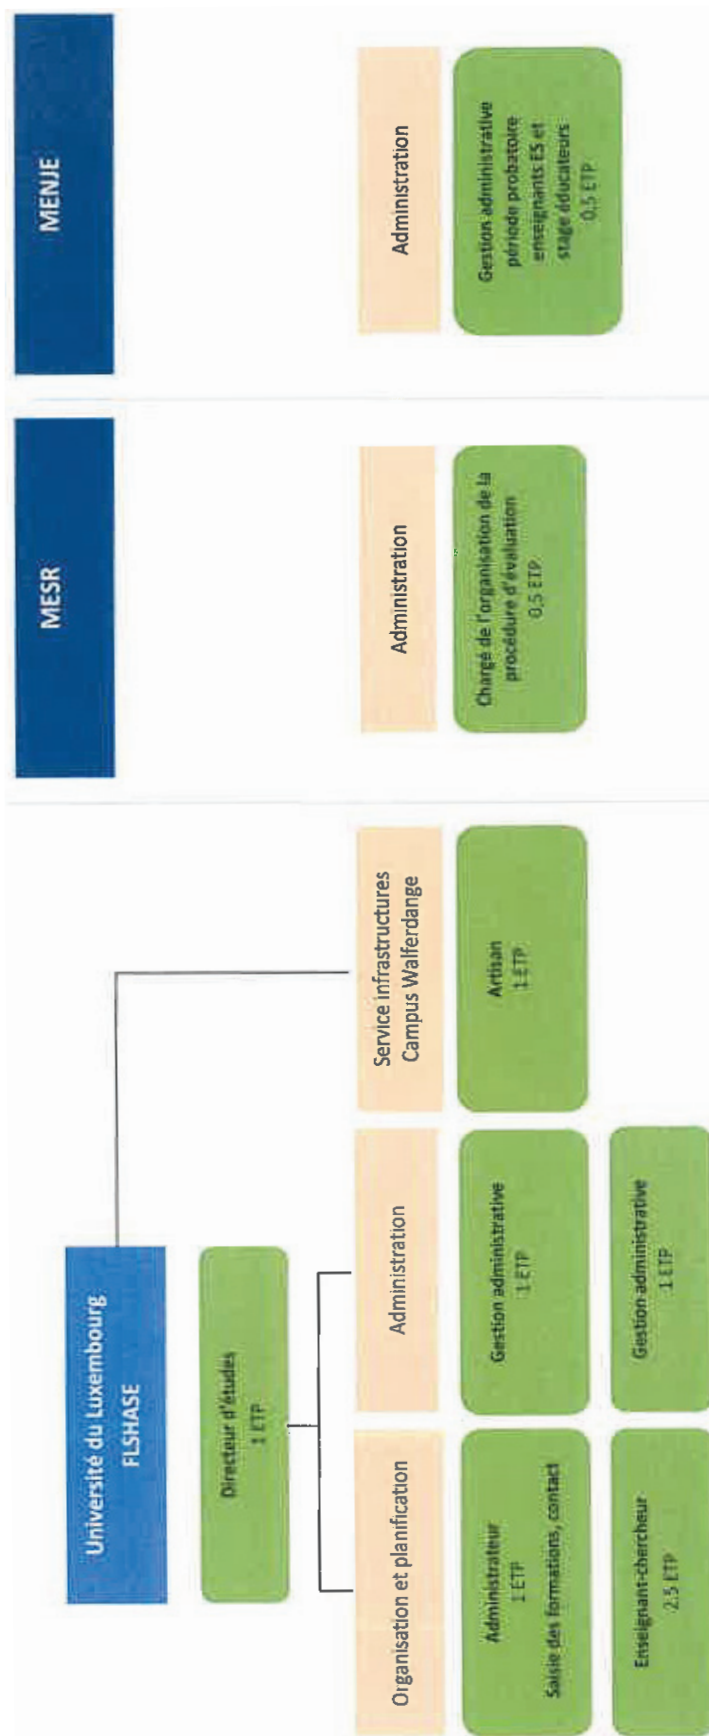 Université du Luxembourg
FLSHASE
Directeur d'études
1 ETP
Organisation et planification
Administrateur
1 ETP
Saisie des formations, contact
Enseignant-chercheur
2,5 ETP
Administration
Gestion administrative
1 ETP
Gestion administrative
1 ETP
Service infrastructures
Campus Walferdange
Artisan
1 ETP
MESR
Administration
Chargé de l'organisation de la
procédure d'évaluation
0,5 ETP
MENJE
Administration
Gestion administrative
période probatoire
enseignants ES et
stage éducateurs
0,5 ETP